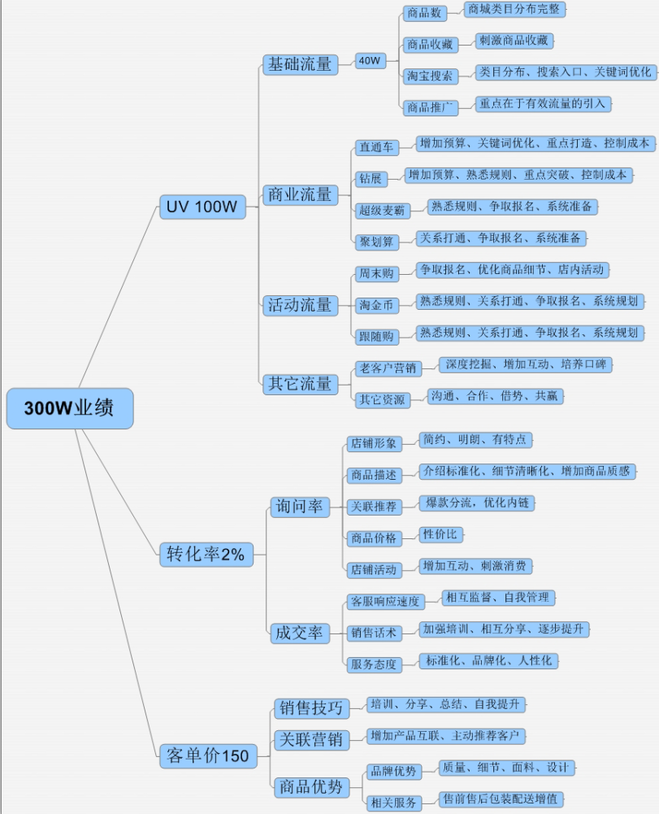 300W业绩
UV 100W
基础流量
40W
商品数
商城类目分布完整
商品收藏
刺激商品收藏
淘宝搜索
类目分布、搜索入口、关键词优化
商品推广
重点在于有效流量的引入
商业流量
直通车
增加预算、关键词优化、重点打造、控制成本
钻展
增加预算、熟悉规则、重点突破、控制成本
超级麦霸
熟悉规则、争取报名、系统准备
聚划算
关系打通、争取报名、系统准备
活动流量
周末购
争取报名、优化商品细节、店内活动
淘金币
熟悉规则、关系打通、争取报名、系统规划
跟随购
熟悉规则、关系打通、争取报名、系统规划
其它流量
老客户营销
深度挖掘、增加互动、培养口碑
其它资源
沟通、合作、借势、共赢
转化率2%
询问率
店铺形象
简约、明朗、有特点
商品描述
介绍标准化、细节清晰化、增加商品质感
关联推荐
爆款分流，优化内链
商品价格
性价比
店铺活动
增加互动、刺激消费
成交率
客服响应速度
相互监督、自我管理
销售话术
加强培训、相互分享、逐步提升
服务态度
标准化、品牌化、人性化
客单价150
销售技巧
培训、分享、总结、自我提升
关联营销
增加产品互联、主动推荐客户
商品优势
品牌优势
质量、细节、面料、设计
相关服务
售前售后包装配送增值